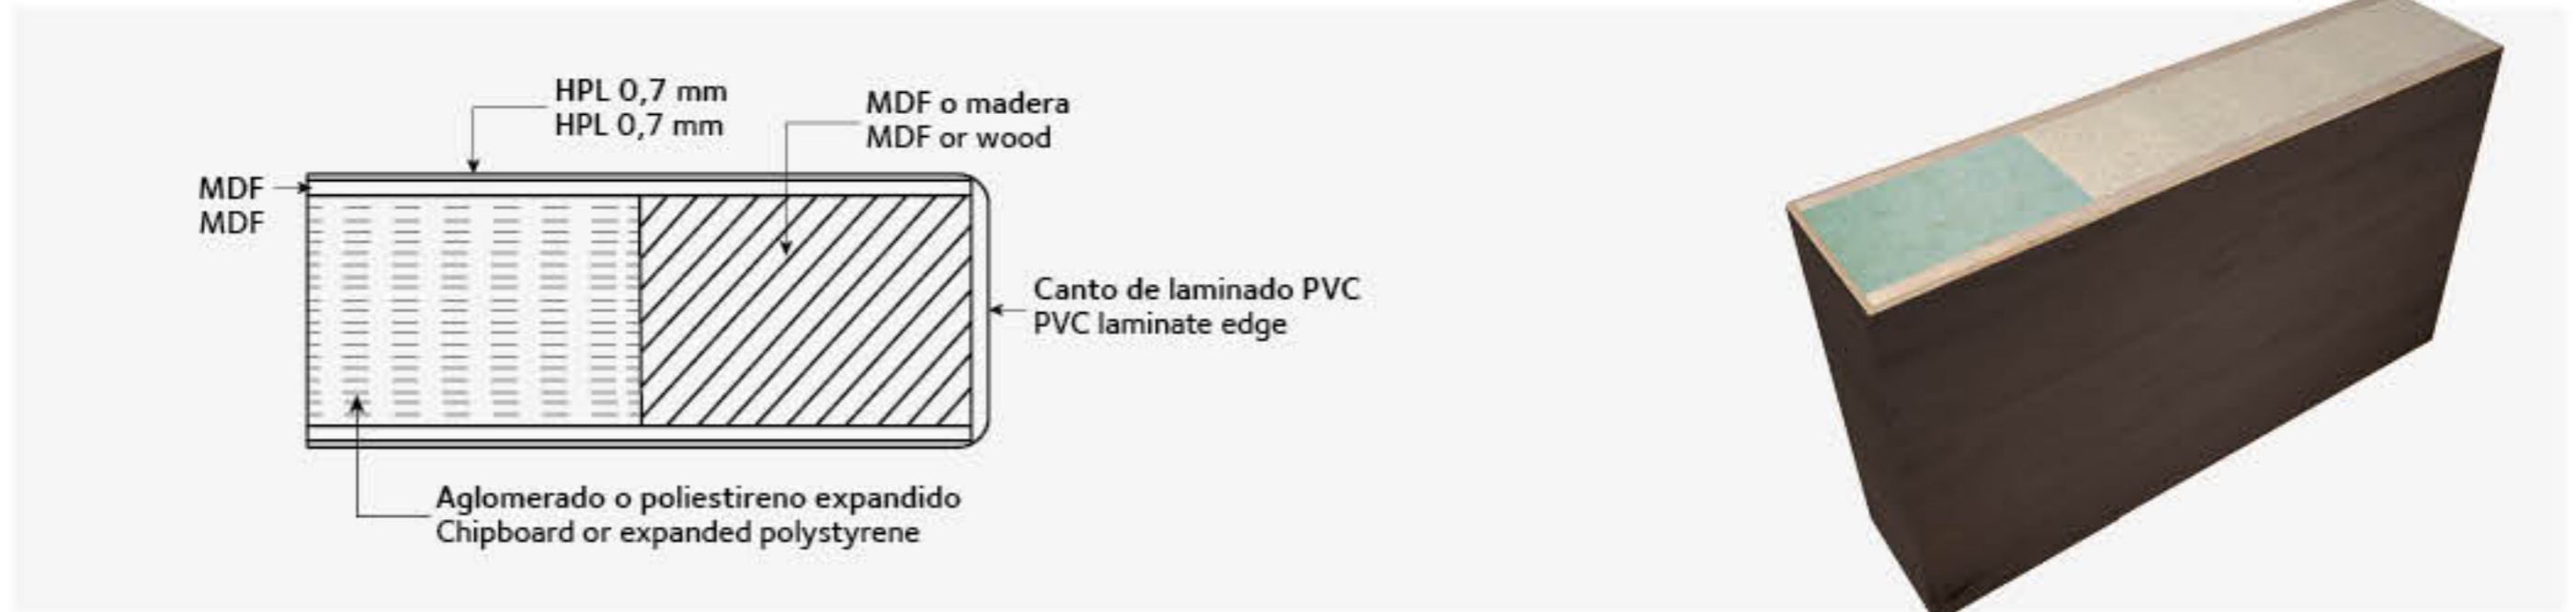 HPL 0,7 mm
HPL 0,7 mm
MDF o madera
MDF or wood
MDF
MDF
Canto de laminado PVC
PVC laminate edge
Aglomerado o poliestireno expandido
Chipboard or expanded polystyrene